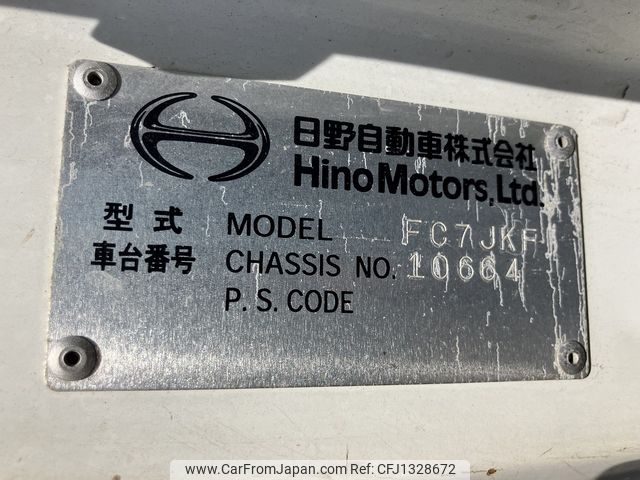 日野自動車株式会社
Hino Motors, Ltd.
型式 MODEL FC7JKF
車台番号 CHASSIS NO. 10664
P. S. CODE
www.CarFromJapan.com CFJ1328672